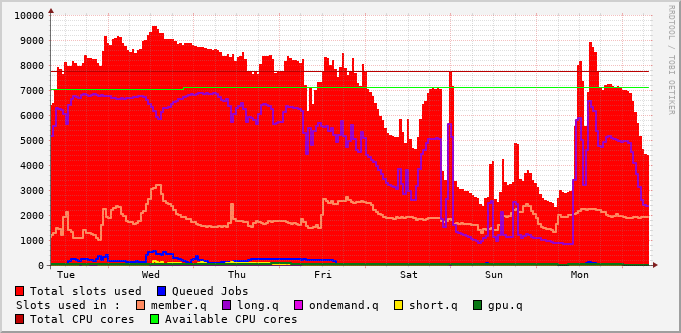 10000
9000
8000
7000
6000
5000
4000
3000
2000
1000
0
Tue Wed Thu Fri Sat Sun Mon
RRDTOOL / TOBI OETIKER
Total slots used Queued Jobs
Slots used in : member.q long.q ondemand.q short.q gpu.q
Total CPU cores Available CPU cores